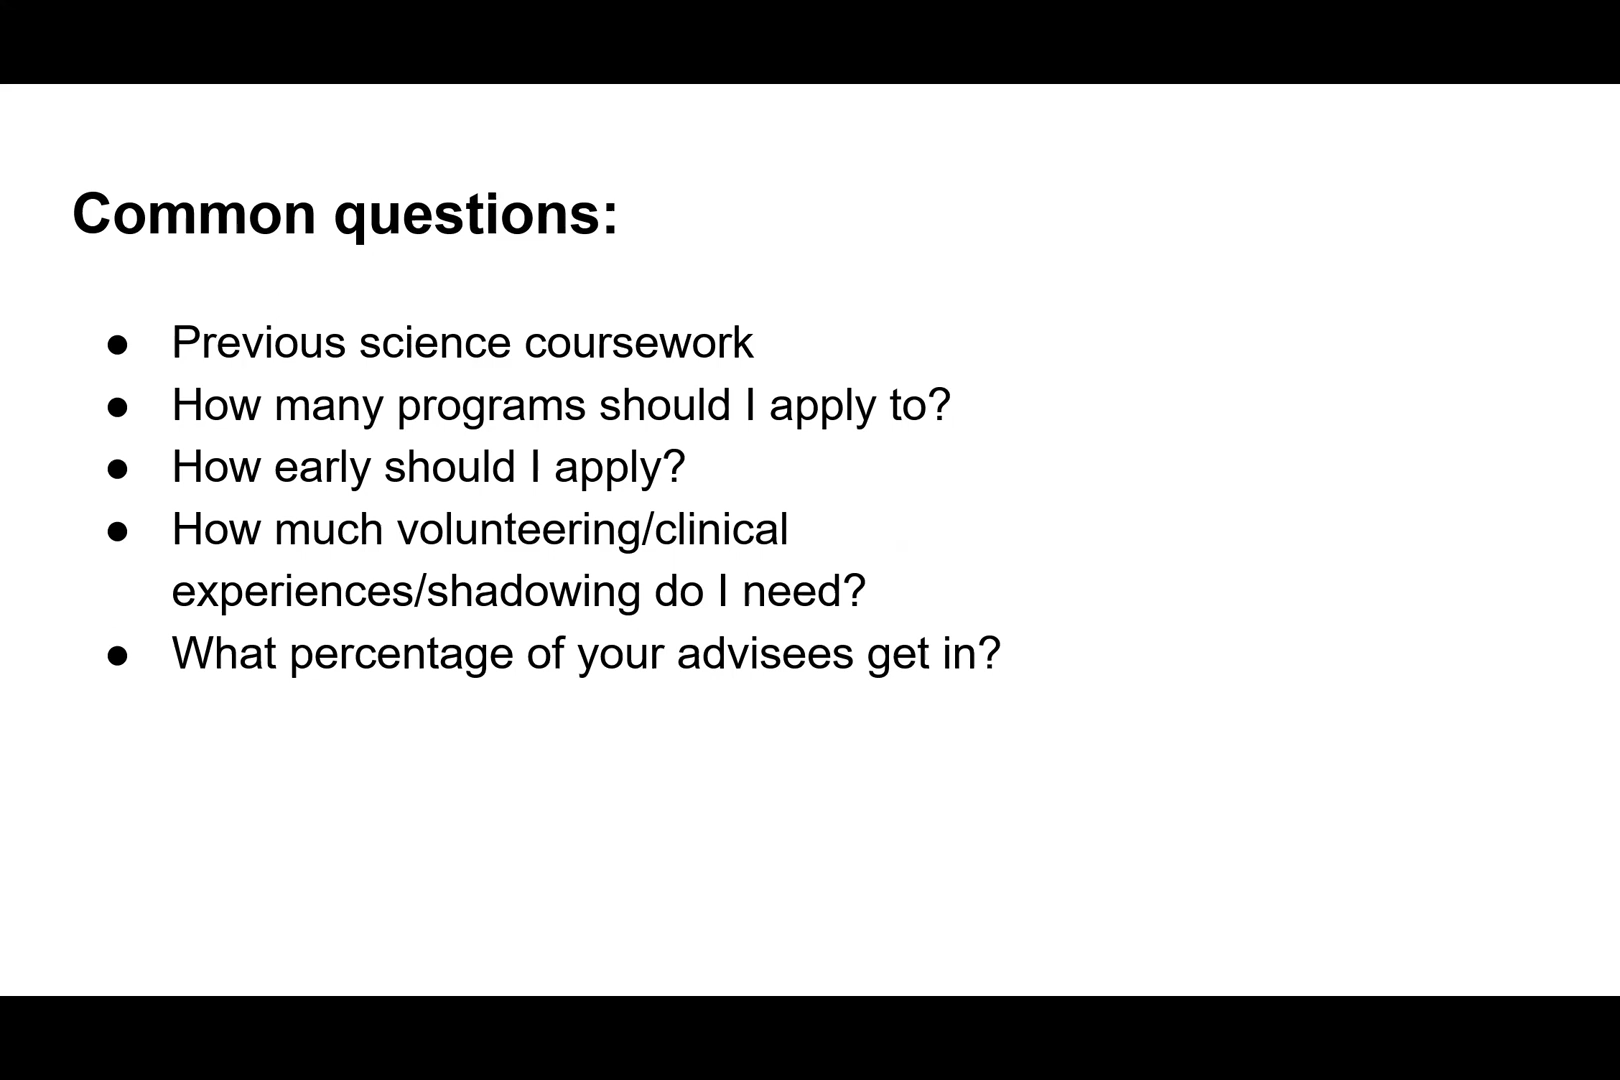 Common questions:
● Previous science coursework
● How many programs should I apply to?
● How early should I apply?
● How much volunteering/clinical
experiences/shadowing do I need?
● What percentage of your advisees get in?